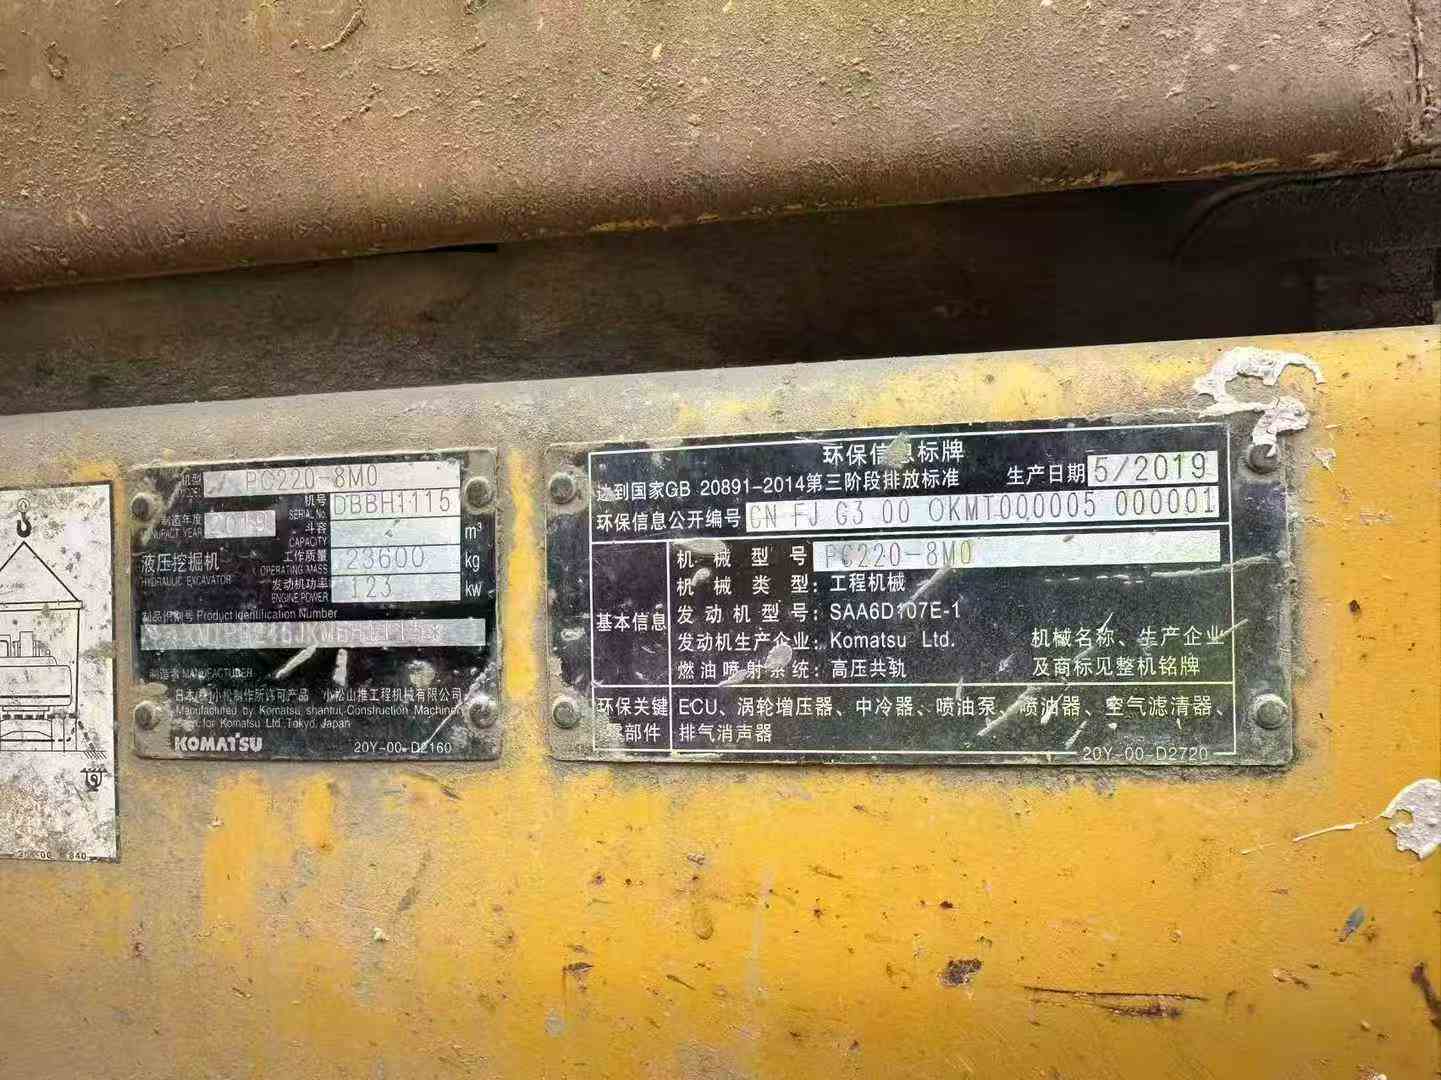 机型
PC220-8M0
机号
SERIAL No.
DBBH1115
制造年度
MANUFACT YEAR
2019
斗容
CAPACITY
m³
液压挖掘机
HYDRAULIC EXCAVATOR
工作质量
OPERATING MASS
23600
kg
发动机功率
ENGINE POWER
123
kw
制品识别号 Product Identification Number
制造者 MANUFACTURER
日本(株)小松制作所许可产品 小松山推工程机械有限公司
Manufactured by Komatsu, shantui, Construction Machinery
for Komatsu Ltd. Tokyo, Japan
KOMATSU
20Y-00-D2160
环保信息标牌
达到国家GB 20891-2014第三阶段排放标准
生产日期 5/2019
环保信息公开编号 CN FJ G3 00 0KMT000005 000001
基本信息
机械型号 PC220-8M0
机械类型：工程机械
发动机型号：SAA6D107E-1
发动机生产企业：Komatsu Ltd.
燃油喷射系统：高压共轨
机械名称、生产企业
及商标见整机铭牌
环保关键
零部件
ECU、涡轮增压器、中冷器、喷油泵、喷油器、空气滤清器、
排气消声器
20Y-00-D2720